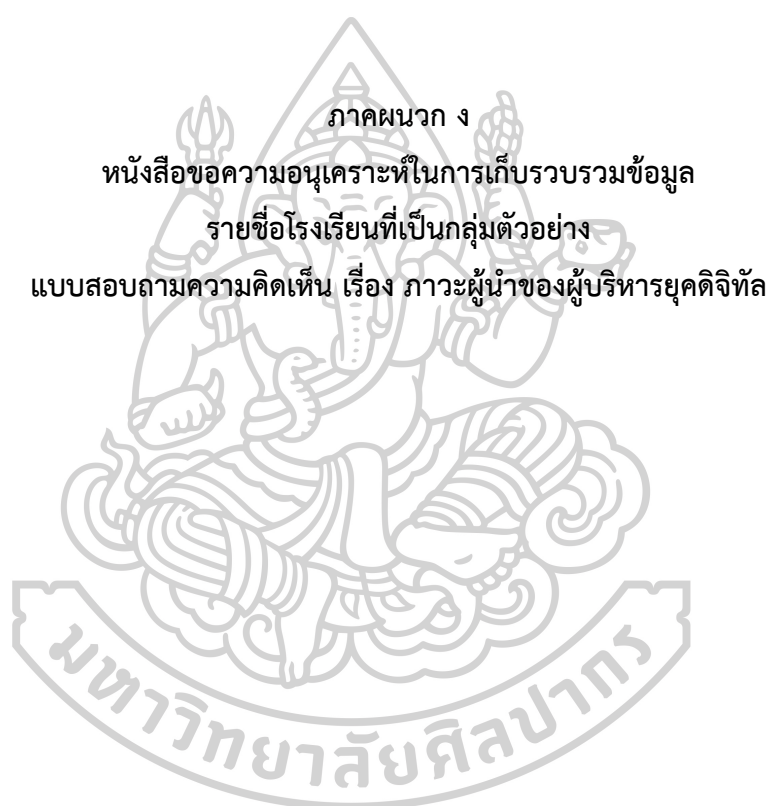 ภาคผนวก ง
หนังสือขอความอนุเคราะห์ในการเก็บรวบรวมข้อมูล
รายชื่อโรงเรียนที่เป็นกลุ่มตัวอย่าง
แบบสอบถามความคิดเห็น เรื่อง ภาวะผู้นำของผู้บริหารยุคดิจิทัล
มหาวิทยาลัยศิลปากร